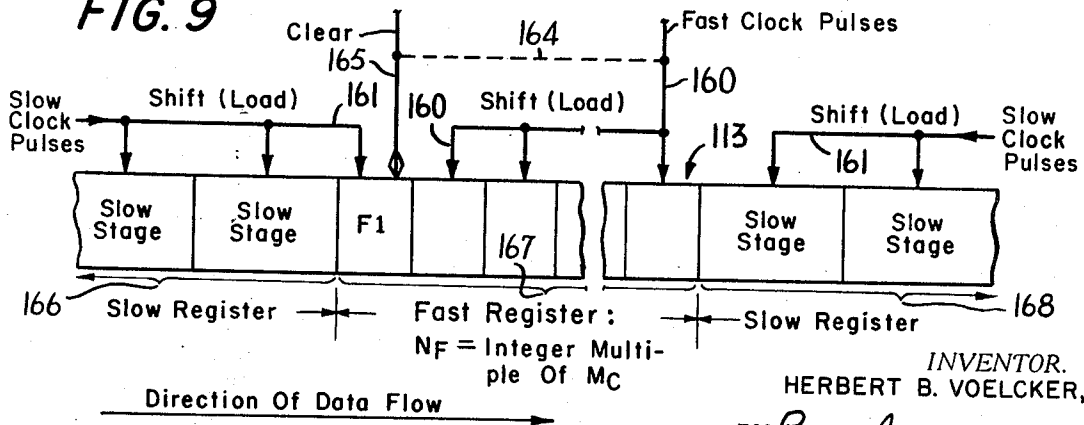 FIG. 9
Clear
165
164
Fast Clock Pulses
160
Slow Clock Pulses
Shift (Load)
161
160
Shift (Load)
113
Shift (Load)
161
Slow Clock Pulses
Slow Stage
Slow Stage
F1
167
Slow Stage
Slow Stage
166
Slow Register
Fast Register :
NF = Integer Multi-
ple Of MC
Slow Register
168
Direction Of Data Flow
INVENTOR.
HERBERT B. VOELCKER,